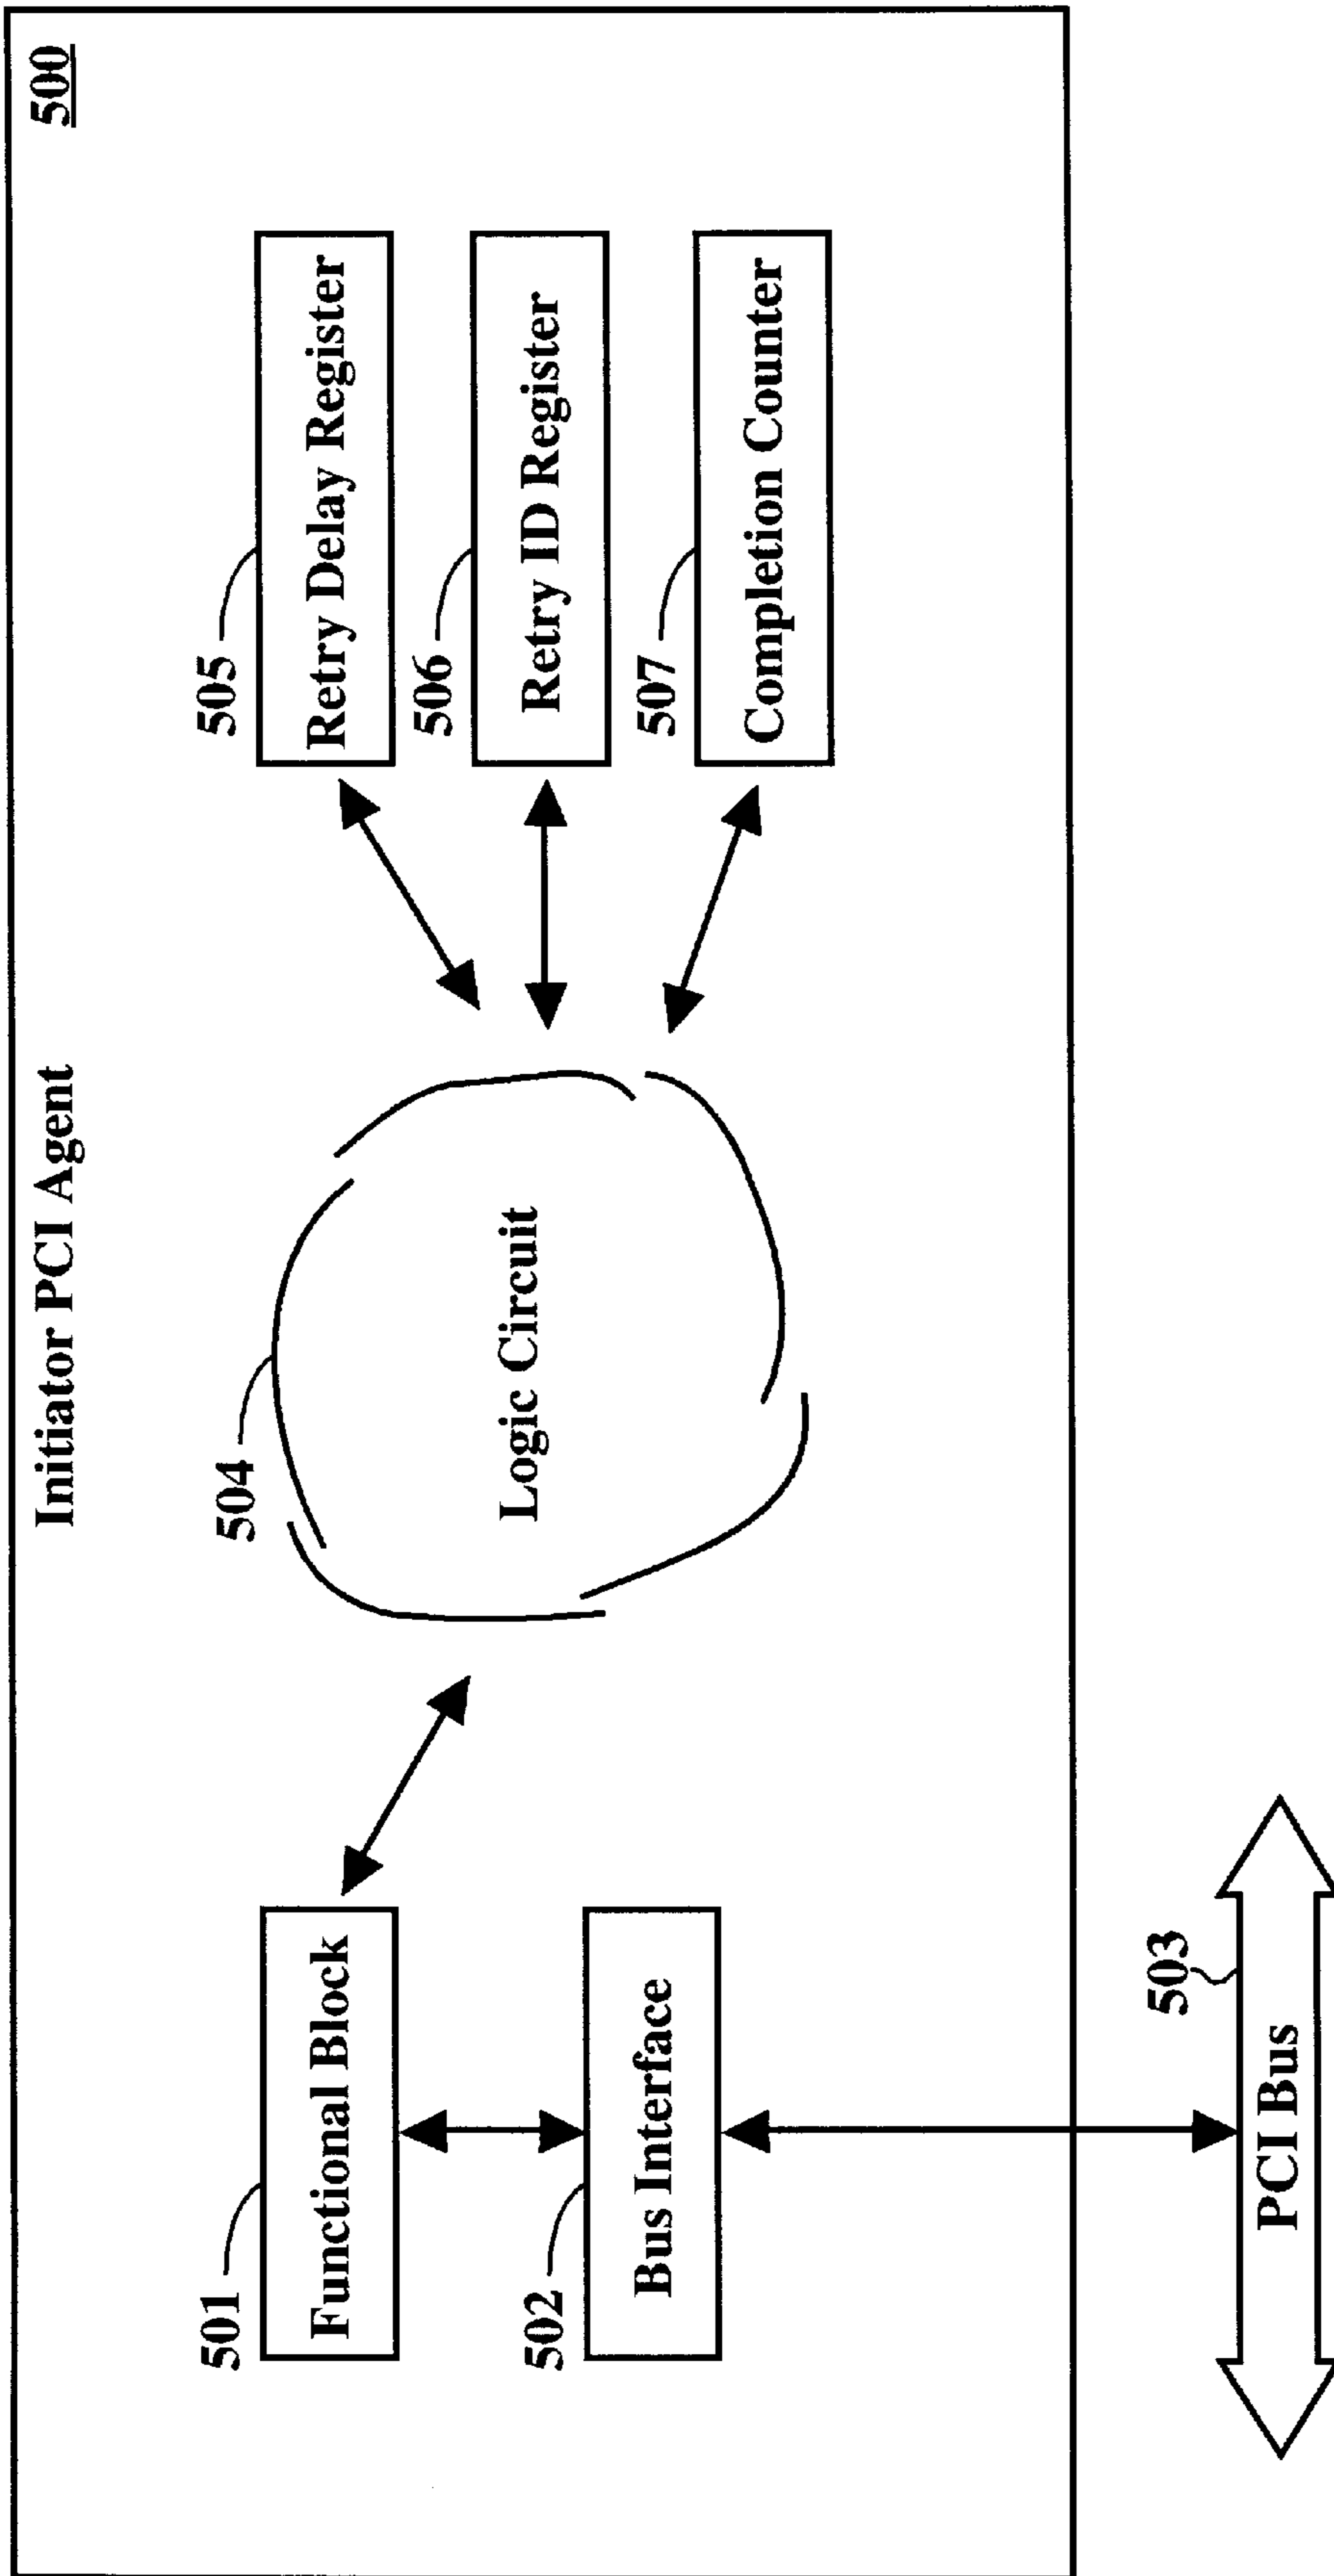 Initiator PCI Agent
500
501
Functional Block
502
Bus Interface
503
PCI Bus
504
Logic Circuit
505
Retry Delay Register
506
Retry ID Register
507
Completion Counter